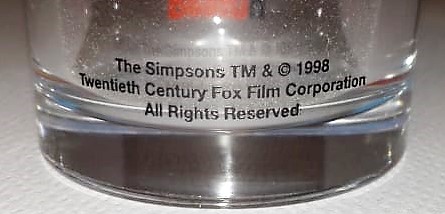 The Simpsons TM & © 1998
Twentieth Century Fox Film Corporation
All Rights Reserved